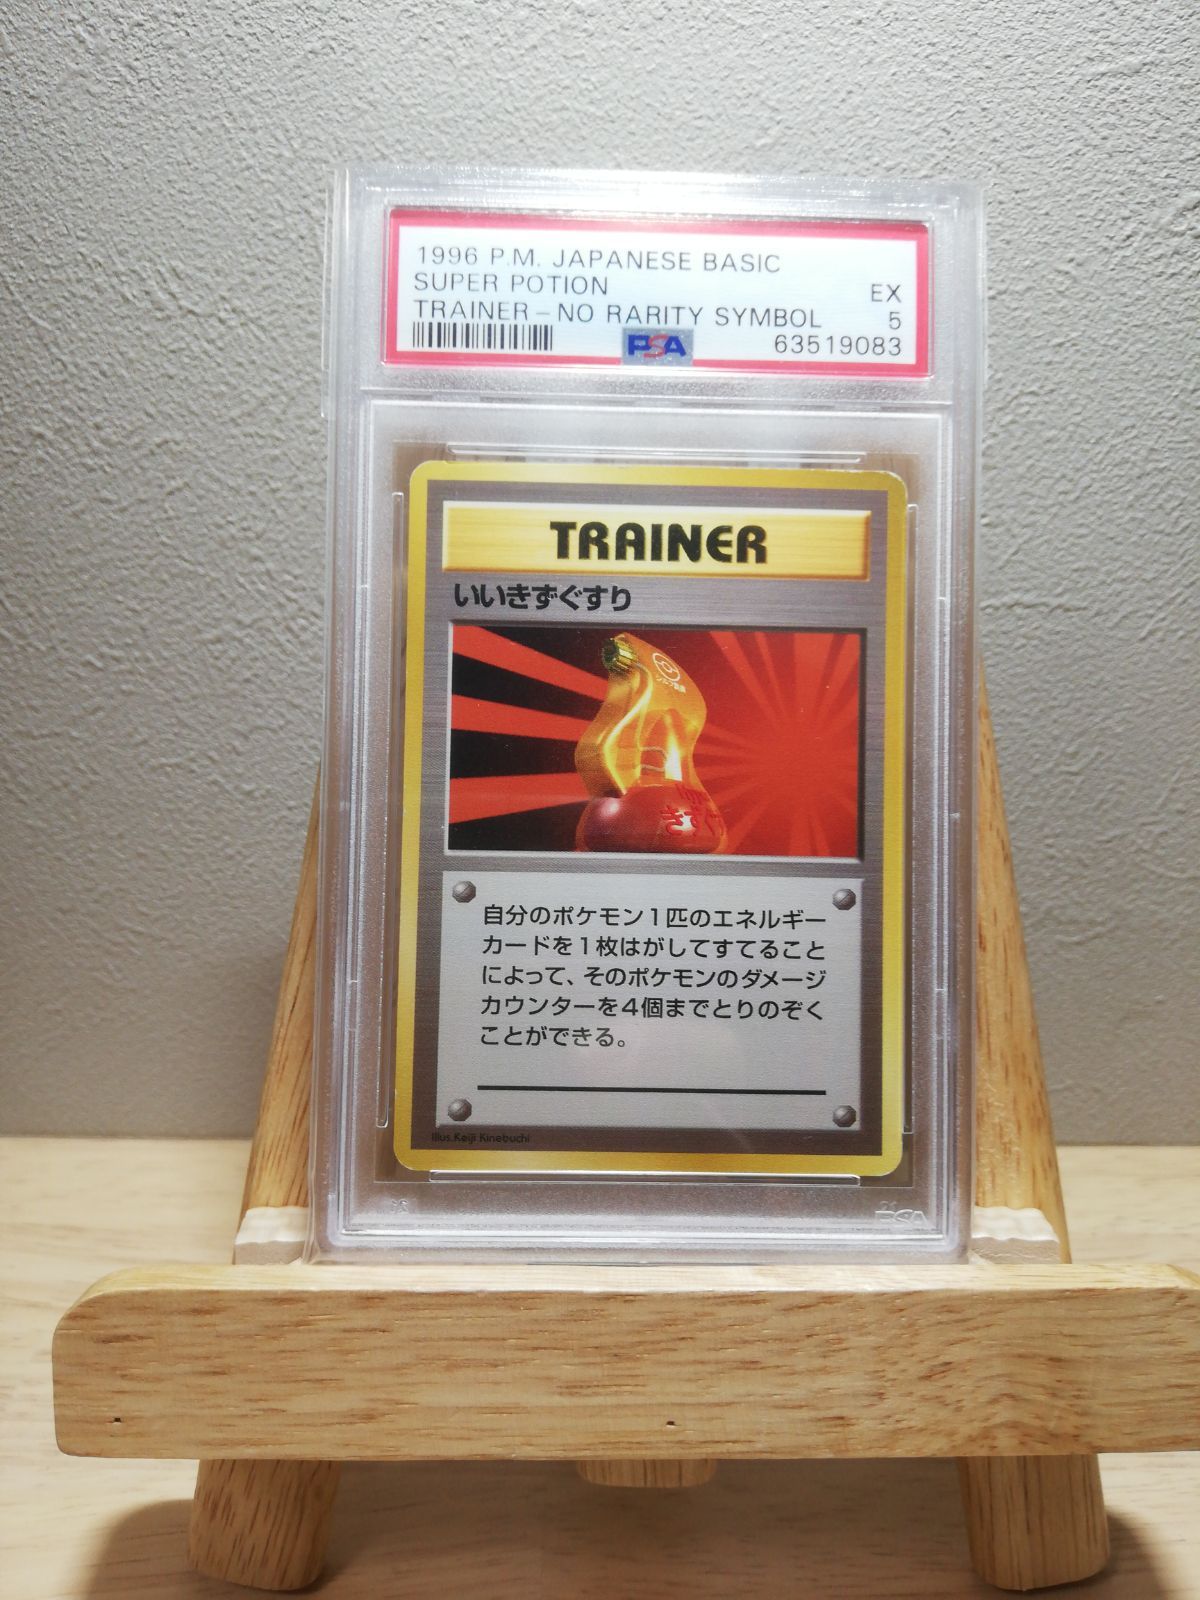 1996 P.M. JAPANESE BASIC
SUPER POTION
EX
TRAINER-NO RARITY SYMBOL
5
PSA
63519083
TRAINER
いいきずぐすり
きずぐ
自分のポケモン1匹のエネルギー
カードを1枚はがしてすてること
によって、そのポケモンのダメージ
カウンターを4個までとりのぞく
ことができる。
Illus. Keiji Kinebuchi
PSA